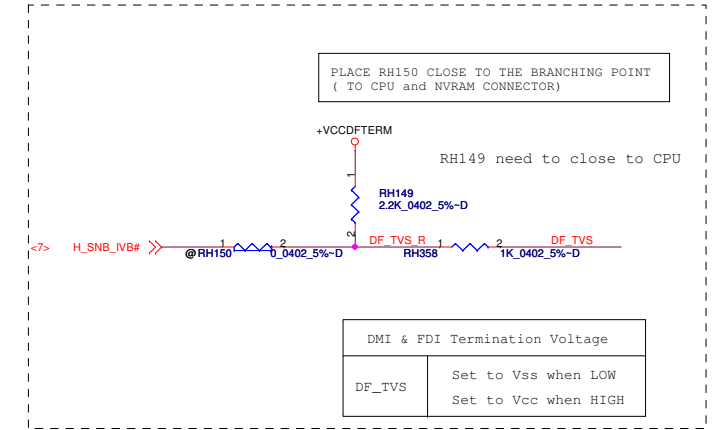 PLACE RH150 CLOSE TO THE BRANCHING POINT
( TO CPU and NVRAM CONNECTOR)
+VCCDFTERM
RH149 need to close to CPU
1
RH149
2.2K_0402_5%~D
2
<7> H_SNB_IVB# 1 2 DF_TVS_R 1 2 DF_TVS
@ RH150 0_0402_5%~D RH358 1K_0402_5%~D
DMI & FDI Termination Voltage
DF_TVS
Set to Vss when LOW
Set to Vcc when HIGH